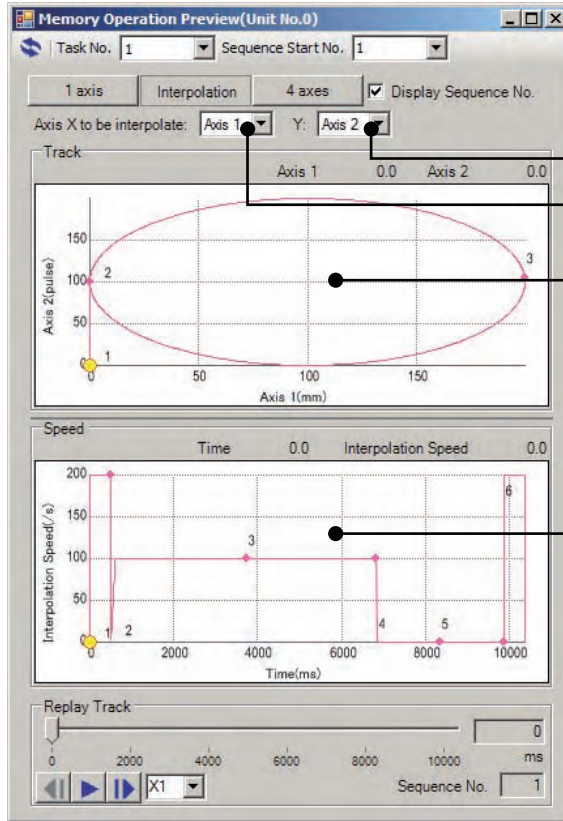 Memory Operation Preview(Unit No.0)
Task No. 1 Sequence Start No. 1
1 axis Interpolation 4 axes Display Sequence No.
Axis X to be interpolate: Axis 1 Y: Axis 2
Track
Axis 1 0.0 Axis 2 0.0
Axis 2(pulse)
150
100
50
0
2
3
1
0 50 100 150
Axis 1(mm)
Speed
Time 0.0 Interpolation Speed 0.0
Interpolation Speed(/s)
200
150
100
50
0
6
3
1 2 4 5
0 2000 4000 6000 8000 10000
Time(ms)
Replay Track
0
0 2000 4000 6000 8000 10000 ms
X1 Sequence No. 1